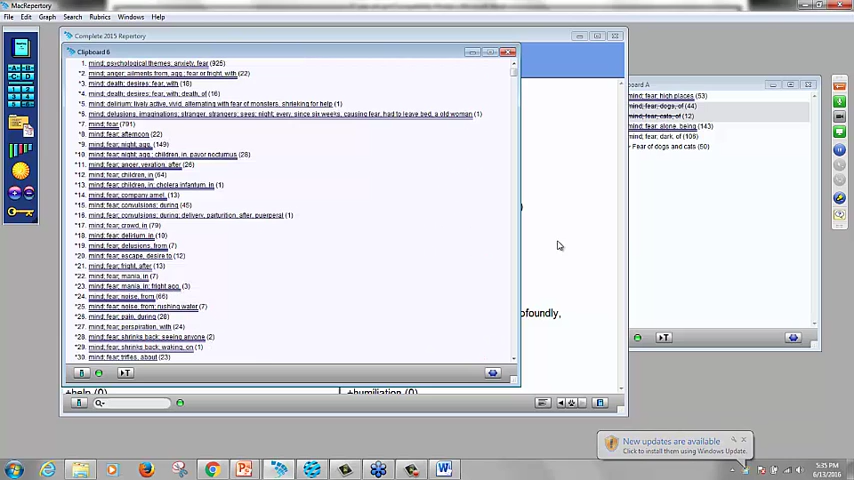 MacRepertory
File Edit Graph Search Rubrics Windows Help
Complete 2015 Repertory
Clipboard 6
1. mind; psychological themes; anxiety, fear (925)
*2. mind; anger; ailments from, agg.; fear or fright, with (22)
*3. mind; death; desires; fear, with (18)
*4. mind; death; desires; fear, with; death, of (16)
*5. mind; delirium; lively, active, vivid; alternating with fear of monsters, shrieking for help (1)
*6. mind; delusions, imaginations; stranger, strangers; sees; night; every, since six weeks, causing fear, had to leave bed, a old woman (1)
*7. mind; fear (791)
*8. mind; fear; afternoon (22)
*9. mind; fear; night; agg. (149)
*10. mind; fear; night; agg.; children, in, pavor nocturnus (28)
*11. mind; fear; anger, vexation, after (26)
*12. mind; fear; children, in (64)
*13. mind; fear; children, in; cholera infantum, in (1)
*14. mind; fear; company amel. (13)
*15. mind; fear; convulsions; during (45)
*16. mind; fear; convulsions; during; delivery, parturition, after, puerperal (1)
*17. mind; fear; crowd, in (79)
*18. mind; fear; delirium, in (10)
*19. mind; fear; delusions, from (7)
*20. mind; fear; escape, desire to (12)
*21. mind; fear; fright, after (13)
*22. mind; fear; mania, in (7)
*23. mind; fear; mania, in; fright agg. (3)
*24. mind; fear; noise, from (66)
*25. mind; fear; noise, from; rushing water (7)
*26. mind; fear; pain, during (28)
*27. mind; fear; perspiration, with (24)
*28. mind; fear; shrinks back; seeing anyone (2)
*29. mind; fear; shrinks back; waking, on (1)
*30. mind; fear; trifles, about (23)
ofoundly,
+help (0) +humiliation (0)
board A
mind; fear; high places (53)
mind; fear; dogs, of (44)
mind; fear; cats, of (12)
mind; fear; alone, being (143)
mind; fear; dark, of (106)
Fear of dogs and cats (50)
New updates are available
Click to install them using Windows Update.
5:35 PM
6/13/2016